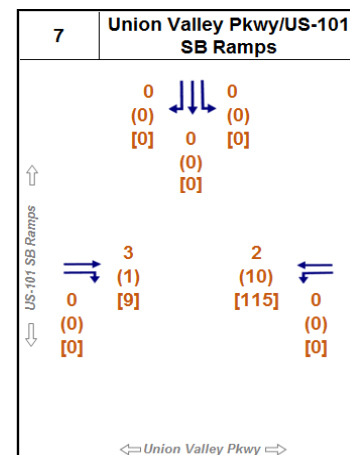 7
Union Valley Pkwy/US-101
SB Ramps
0 0
(0) (0)
[0] 0 [0]
(0)
[0]
US-101 SB Ramps
3 2
(1) (10)
[9] [115]
0 0
(0) (0)
[0] [0]
Union Valley Pkwy